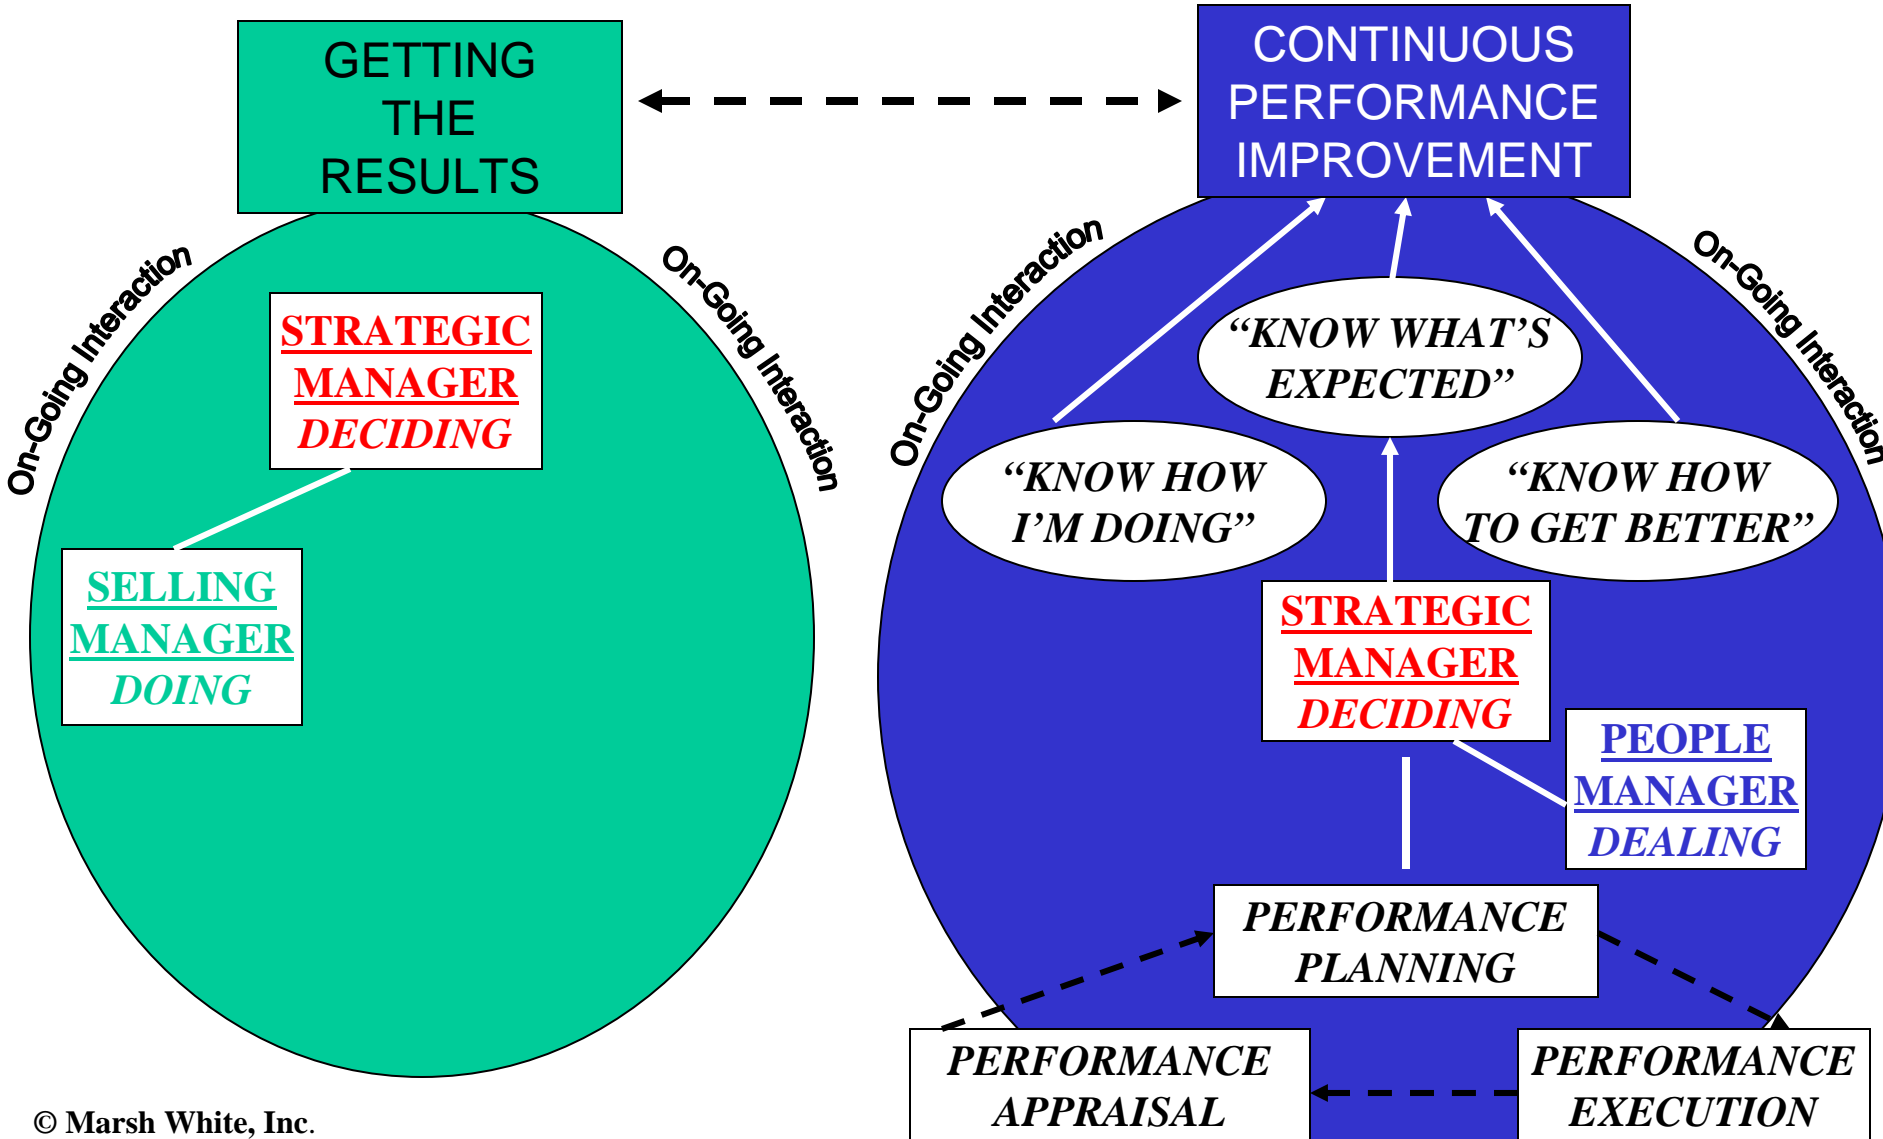 GETTING
THE
RESULTS
CONTINUOUS
PERFORMANCE
IMPROVEMENT
On-Going Interaction
On-Going Interaction
STRATEGIC
MANAGER
DECIDING
SELLING
MANAGER
DOING
On-Going Interaction
On-Going Interaction
“KNOW WHAT’S
EXPECTED”
“KNOW HOW
I’M DOING”
“KNOW HOW
TO GET BETTER”
STRATEGIC
MANAGER
DECIDING
PEOPLE
MANAGER
DEALING
PERFORMANCE
PLANNING
PERFORMANCE
APPRAISAL
PERFORMANCE
EXECUTION
© Marsh White, Inc.